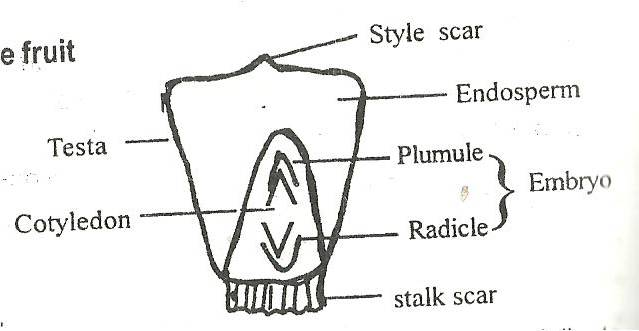 e fruit
Style scar
Endosperm
Testa
Plumule
Embryo
Cotyledon
Radicle
stalk scar